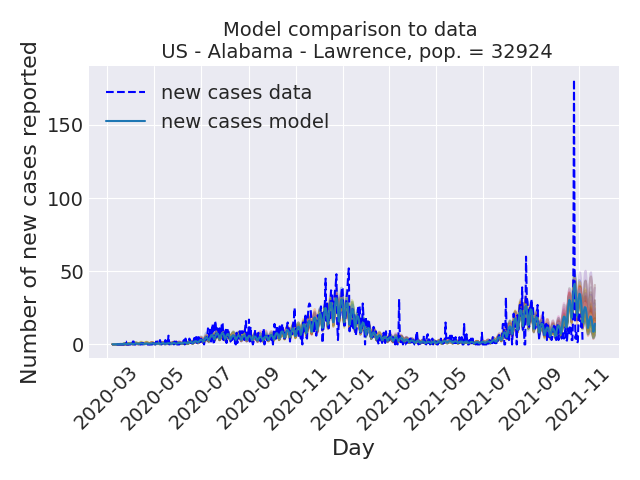 Model comparison to data
US - Alabama - Lawrence, pop. = 32924
Number of new cases reported
new cases data
new cases model
150
100
50
0
2020-03
2020-05
2020-07
2020-09
2020-11
2021-01
2021-03
2021-05
2021-07
2021-09
2021-11
Day